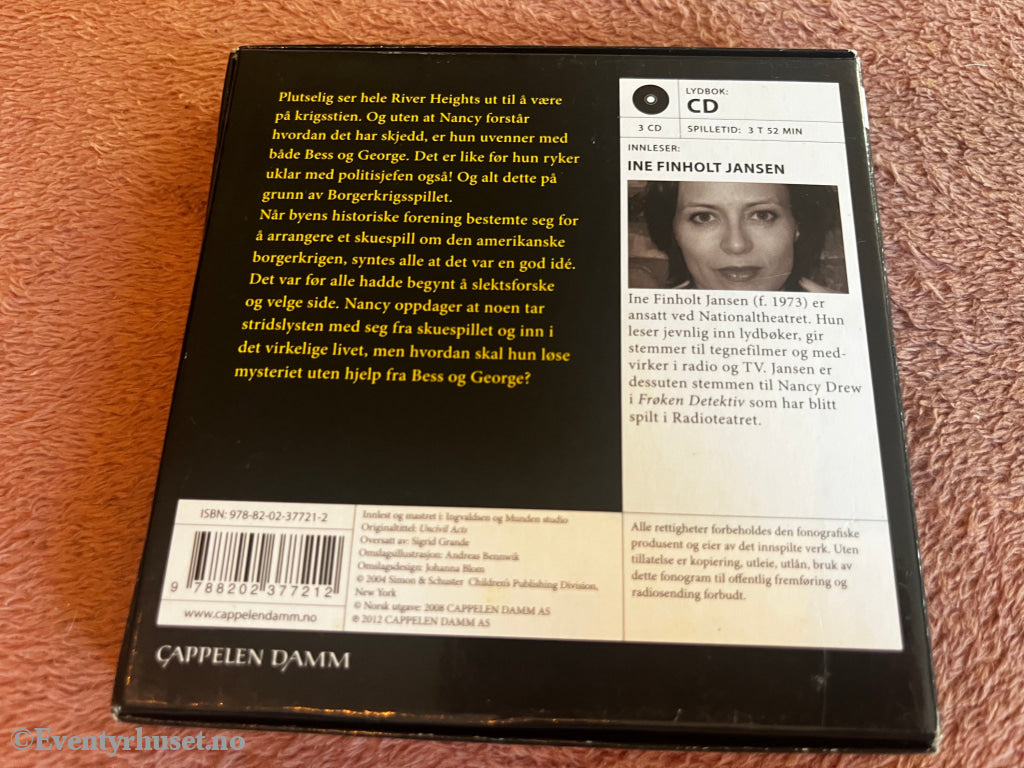 Plutselig ser hele River Heights ut til å være
på krigsstien. Og uten at Nancy forstår
hvordan det har skjedd, er hun uvenner med
både Bess og George. Det er like før hun ryker
uklar med politisjefen også! Og alt dette på
grunn av Borgerkrigsspillet.
Når byens historiske forening bestemte seg for
å arrangere et skuespill om den amerikanske
borgerkrigen, syntes alle at det var en god idé.
Det var før alle hadde begynt å slektsforske
og velge side. Nancy oppdager at noen tar
stridslysten med seg fra skuespillet og inn i
det virkelige livet, men hvordan skal hun løse
mysteriet uten hjelp fra Bess og George?
LYDBOK:
CD
3 CD
SPILLETID: 3 T 52 MIN
INNLESER:
INE FINHOLT JANSEN
Ine Finholt Jansen (f. 1973) er
ansatt ved Nationaltheatret. Hun
leser jevnlig inn lydbøker, gir
stemmer til tegnefilmer og med-
virker i radio og TV. Jansen er
dessuten stemmen til Nancy Drew
i Frøken Detektiv som har blitt
spilt i Radioteatret.
ISBN: 978-82-02-37721-2
9 788202 377212
www.cappelendamm.no
Innlest og mastret i: Ingvaldsen og Munden studio
Originaltittel: Uncivil Acts
Oversatt av: Sigrid Grande
Omslagsillustrasjon: Andreas Bennwik
Omslagsdesign: Johanna Blom
© 2004 Simon & Schuster Children's Publishing Division,
New York
© Norsk utgave: 2008 CAPPELEN DAMM AS
℗ 2012 CAPPELEN DAMM AS
Alle rettigheter forbeholdes den fonografiske
produsent og eier av det innspilte verk. Uten
tillatelse er kopiering, utleie, utlån, bruk av
dette fonogram til offentlig fremføring og
radiosending forbudt.
CAPPELEN DAMM
©Eventyrhuset.no